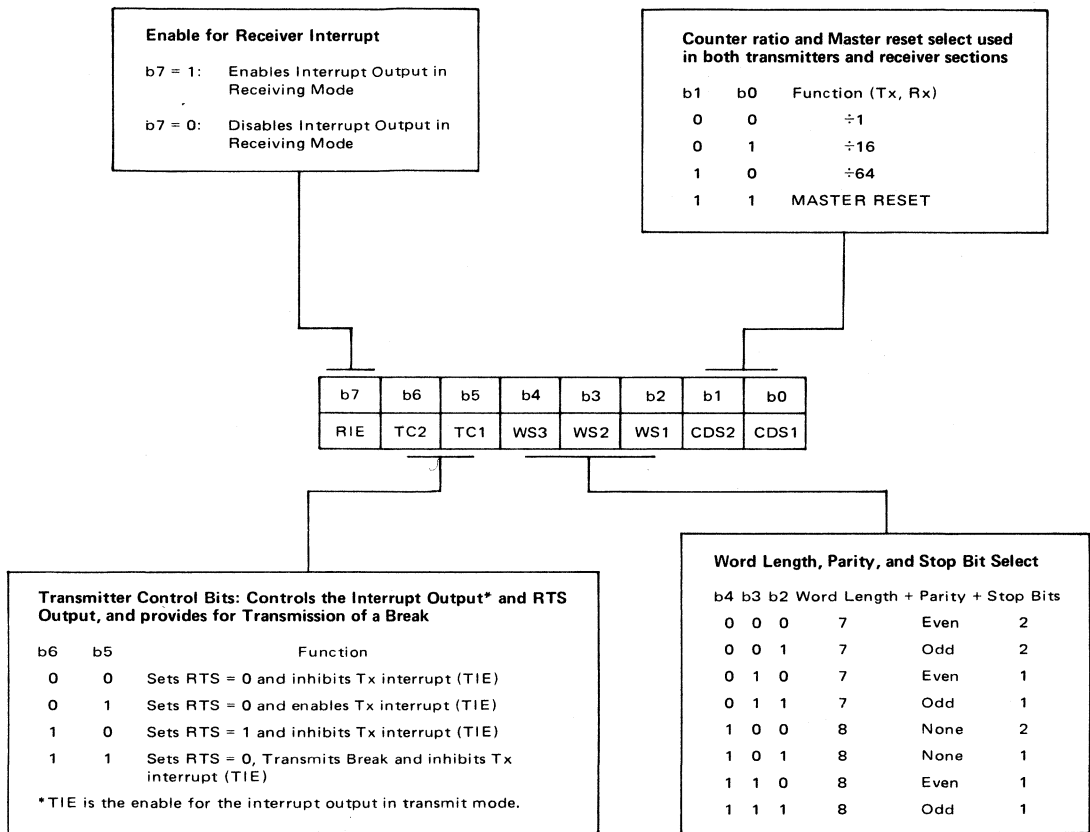 Enable for Receiver Interrupt
b7 = 1: Enables Interrupt Output in
Receiving Mode
b7 = 0: Disables Interrupt Output in
Receiving Mode
Counter ratio and Master reset select used
in both transmitters and receiver sections
b1 b0 Function (Tx, Rx)
0 0 ÷1
0 1 ÷16
1 0 ÷64
1 1 MASTER RESET
b7 b6 b5 b4 b3 b2 b1 b0
RIE TC2 TC1 WS3 WS2 WS1 CDS2 CDS1
Transmitter Control Bits: Controls the Interrupt Output* and RTS
Output, and provides for Transmission of a Break
b6 b5 Function
0 0 Sets RTS = 0 and inhibits Tx interrupt (TIE)
0 1 Sets RTS = 0 and enables Tx interrupt (TIE)
1 0 Sets RTS = 1 and inhibits Tx interrupt (TIE)
1 1 Sets RTS = 0, Transmits Break and inhibits Tx
interrupt (TIE)
*TIE is the enable for the interrupt output in transmit mode.
Word Length, Parity, and Stop Bit Select
b4 b3 b2 Word Length + Parity + Stop Bits
0 0 0 7 Even 2
0 0 1 7 Odd 2
0 1 0 7 Even 1
0 1 1 7 Odd 1
1 0 0 8 None 2
1 0 1 8 None 1
1 1 0 8 Even 1
1 1 1 8 Odd 1